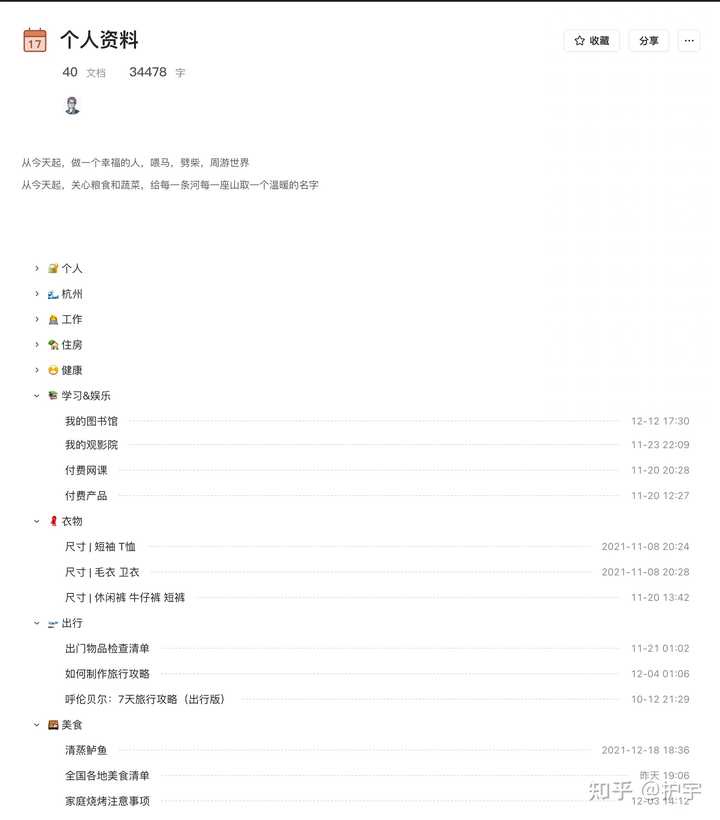 17
个人资料
收藏
分享
40 文档 34478 字
从今天起，做一个幸福的人，喂马，劈柴，周游世界
从今天起，关心粮食和蔬菜，给每一条河每一座山取一个温暖的名字
个人
杭州
工作
住房
健康
学习&娱乐
我的图书馆 12-12 17:30
我的观影院 11-23 22:09
付费网课 11-20 20:28
付费产品 11-20 12:27
衣物
尺寸 | 短袖 T恤 2021-11-08 20:24
尺寸 | 毛衣 卫衣 2021-11-08 20:28
尺寸 | 休闲裤 牛仔裤 短裤 11-20 13:42
出行
出门物品检查清单 11-21 01:02
如何制作旅行攻略 12-04 01:06
呼伦贝尔：7天旅行攻略（出行版） 10-12 21:29
美食
清蒸鲈鱼 2021-12-18 18:36
全国各地美食清单 昨天 19:06
家庭烧烤注意事项 12-03 14:12
知乎 @护宇